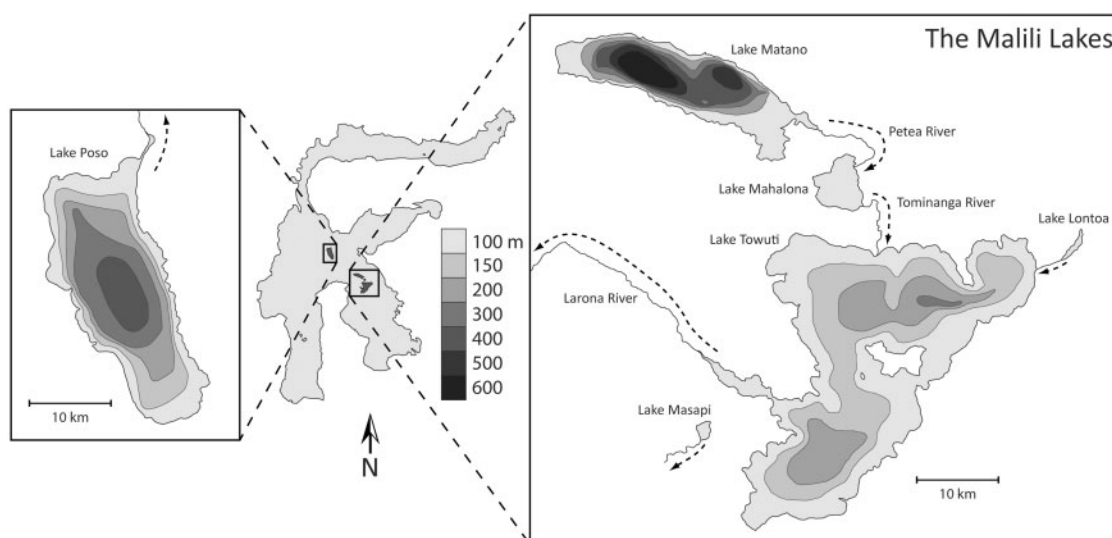 The Malili Lakes
Lake Matano
Petea River
Lake Poso
Lake Mahalona
Tominanga River
Lake Lontoa
Lake Towuti
100 m
150
200
300
400
500
600
Larona River
Lake Masapi
10 km
N
10 km